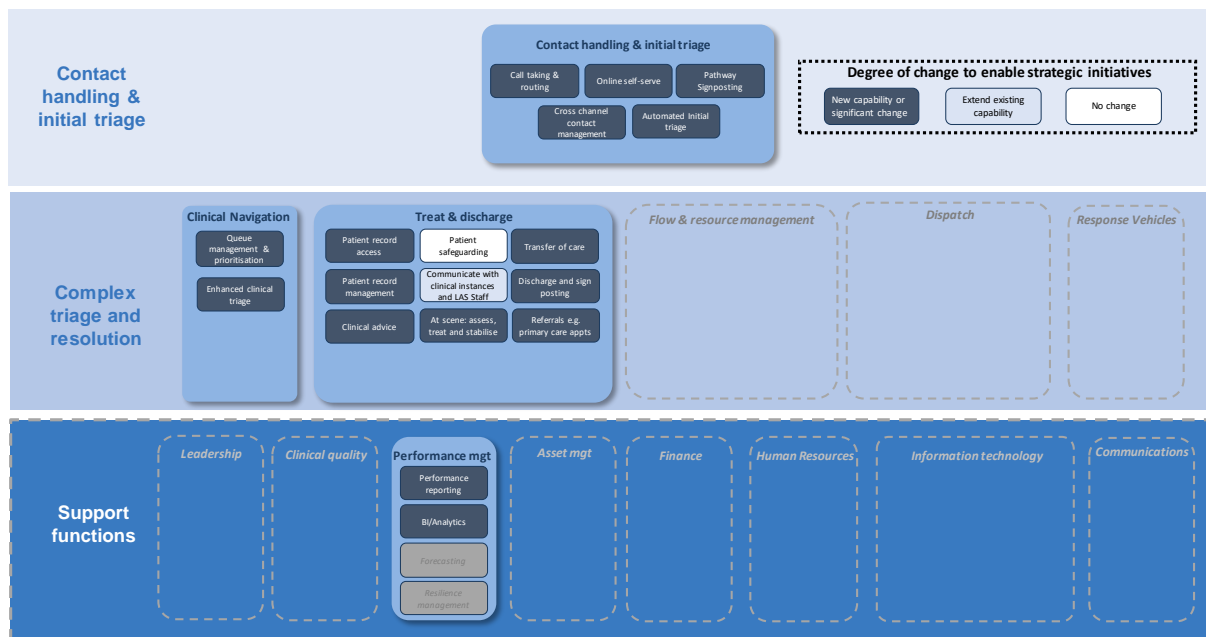 Contact
handling &
initial triage
Contact handling & initial triage
Call taking &
routing
Online self-serve
Pathway
Signposting
Cross channel
contact
management
Automated Initial
triage
Degree of change to enable strategic initiatives
New capability or
significant change
Extend existing
capability
No change
Complex
triage and
resolution
Clinical Navigation
Queue
management &
prioritisation
Enhanced clinical
triage
Treat & discharge
Patient record
access
Patient
safeguarding
Transfer of care
Patient record
management
Communicate with
clinical instances
and LAS Staff
Discharge and sign
posting
Clinical advice
At scene: assess,
treat and stabilise
Referrals e.g.
primary care appts
Flow & resource management
Dispatch
Response Vehicles
Support
functions
Leadership
Clinical quality
Performance mgt
Performance
reporting
BI/Analytics
Forecasting
Resilience
management
Asset mgt
Finance
Human Resources
Information technology
Communications